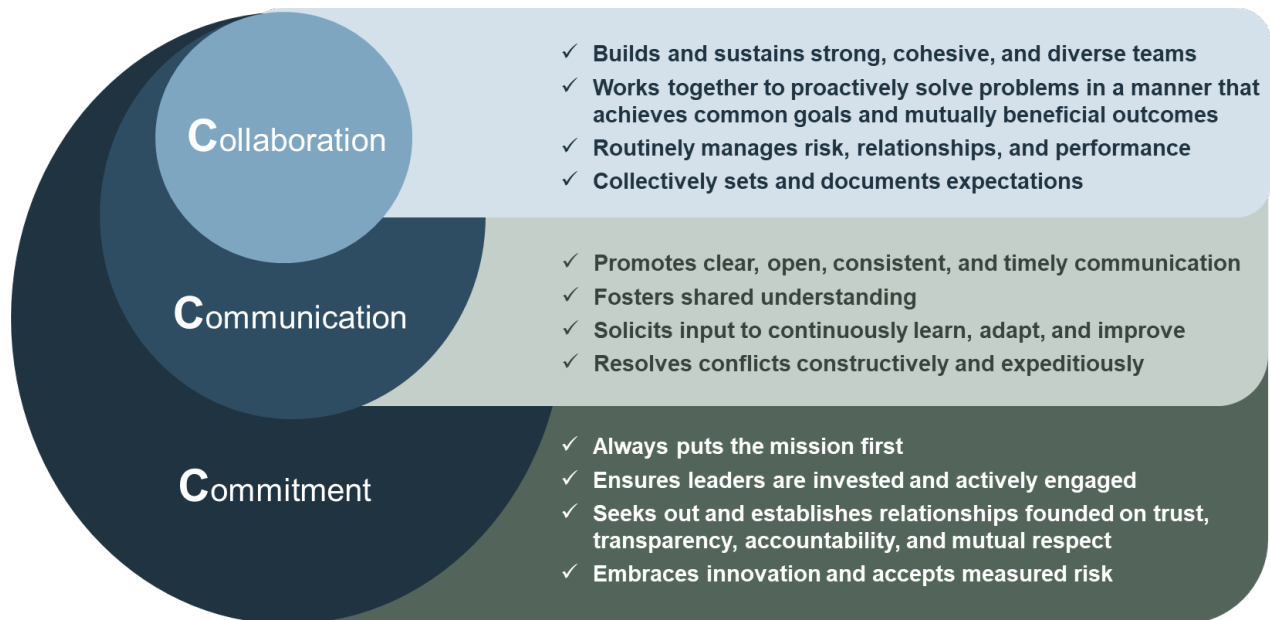 Collaboration
✓ Builds and sustains strong, cohesive, and diverse teams
✓ Works together to proactively solve problems in a manner that
achieves common goals and mutually beneficial outcomes
✓ Routinely manages risk, relationships, and performance
✓ Collectively sets and documents expectations
Communication
✓ Promotes clear, open, consistent, and timely communication
✓ Fosters shared understanding
✓ Solicits input to continuously learn, adapt, and improve
✓ Resolves conflicts constructively and expeditiously
Commitment
✓ Always puts the mission first
✓ Ensures leaders are invested and actively engaged
✓ Seeks out and establishes relationships founded on trust,
transparency, accountability, and mutual respect
✓ Embraces innovation and accepts measured risk